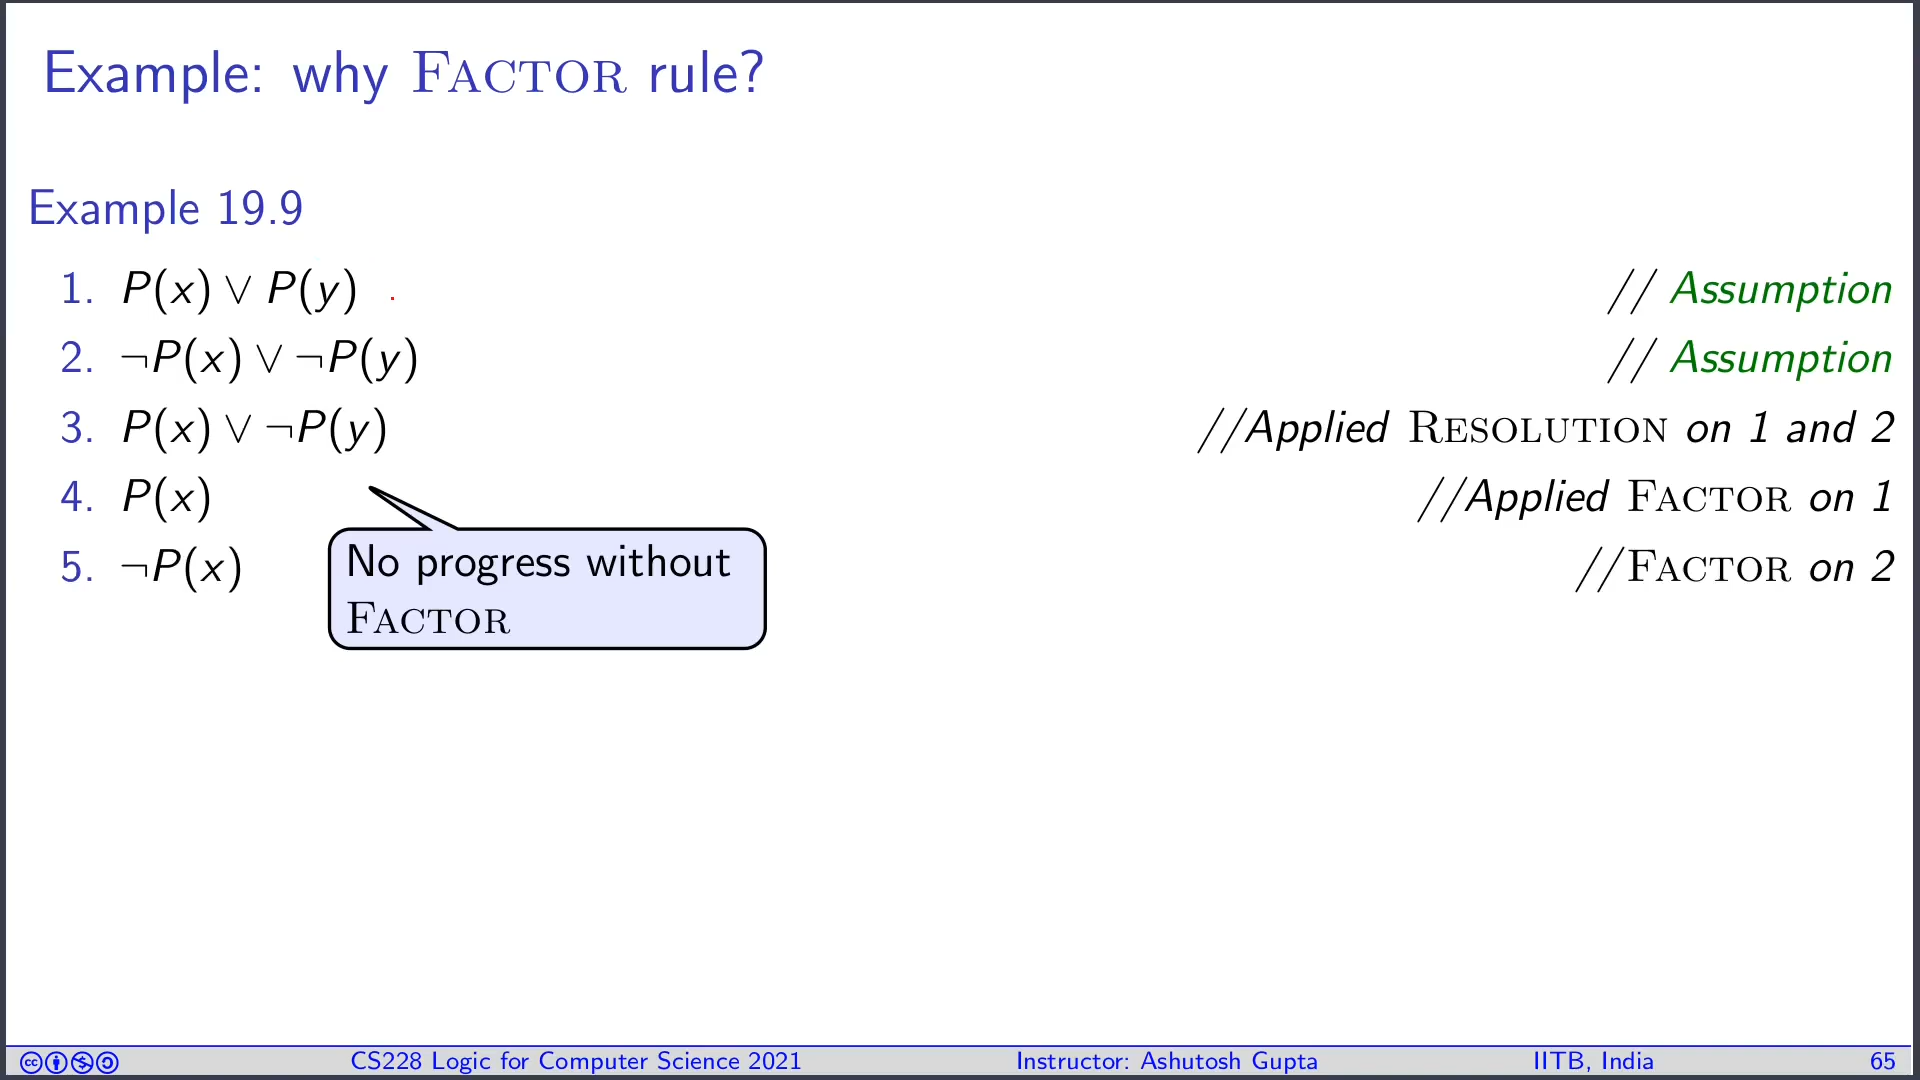 Example: why FACTOR rule?
Example 19.9
1. P(x) ∨ P(y) // Assumption
2. ¬P(x) ∨ ¬P(y) // Assumption
3. P(x) ∨ ¬P(y) //Applied RESOLUTION on 1 and 2
4. P(x) //Applied FACTOR on 1
5. ¬P(x) //FACTOR on 2
No progress without
FACTOR
CS228 Logic for Computer Science 2021 Instructor: Ashutosh Gupta IITB, India 65